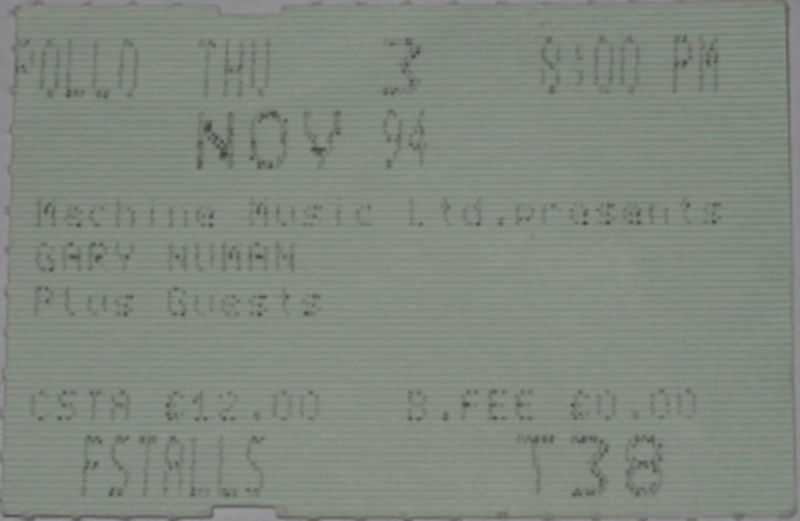 POLLO THU 3 8:00 PM
NOV 94
Machine Music Ltd.presents
GARY NUMAN
Plus Guests
CSTA £12.00 B.FEE £0.00
FSTALLS T38